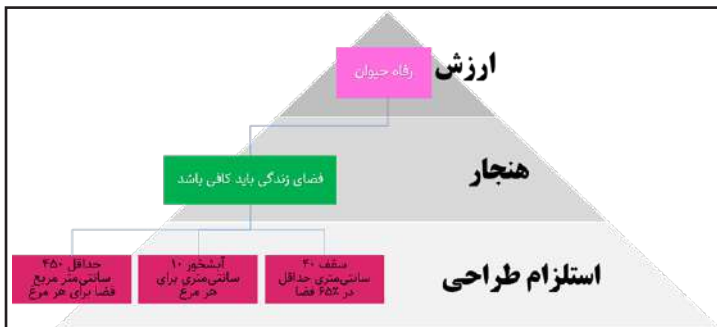 ارزش
رفاه حیوان
هنجار
فضای زندگی باید کافی باشد
استلزام طراحی
سقف ۴۰
سانتی‌متری حداقل
در ۶۵٪ فضا
آبشخور ۱۰
سانتی‌متری برای
هر مرغ
حداقل ۴۵۰
سانتی‌متر مربع
فضا برای هر مرغ